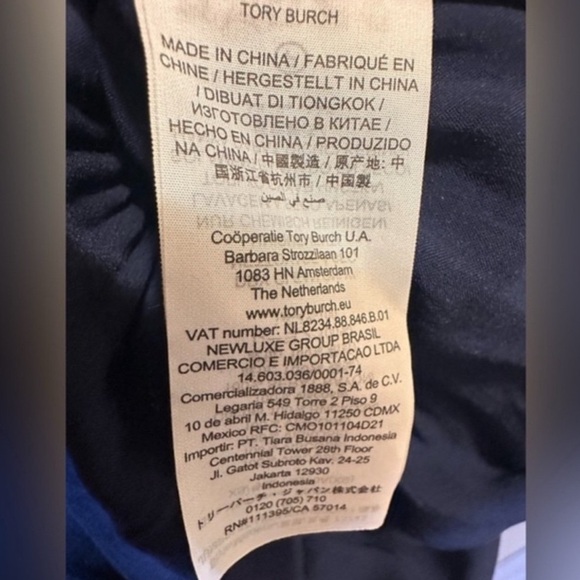 TORY BURCH
MADE IN CHINA / FABRIQUÉ EN
CHINE / HERGESTELLT IN CHINA
/ DIBUAT DI TIONGKOK /
ИЗГОТОВЛЕНО В КИТАЕ /
HECHO EN CHINA / PRODUZIDO
NA CHINA / 中國製造 / 原产地: 中
国浙江省杭州市 / 中国製
صنع في الصين
Coöperatie Tory Burch U.A.
Barbara Strozzilaan 101
1083 HN Amsterdam
The Netherlands
www.toryburch.eu
VAT number: NL8234.88.846.B.01
NEWLUXE GROUP BRASIL
COMERCIO E IMPORTACAO LTDA
14.603.036/0001-74
Comercializadora 1888, S.A. de C.V.
Legaria 549 Torre 2 Piso 9
10 de abril M. Hidalgo 11250 CDMX
Mexico RFC: CMO101104D21
Importir: PT. Tiara Busana Indonesia
Centennial Tower 28th Floor
Jl. Gatot Subroto Kav. 24-25
Jakarta 12930
Indonesia
トリーバーチ・ジャパン株式会社
0120 (705) 710
RN#111395/CA 57014